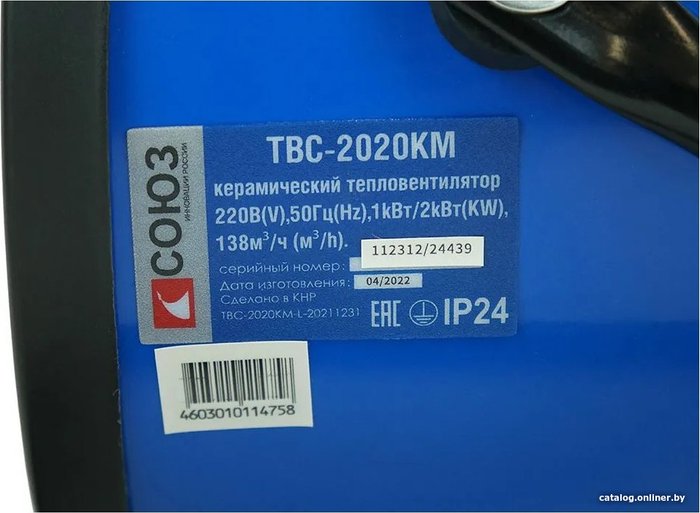 СОЮЗ
ИННОВАЦИИ РОССИИ
ТВС-2020КМ
керамический тепловентилятор
220В(V),50Гц(Hz),1кВт/2кВт(KW),
138м³/ч (м³/h).
серийный номер: 112312/24439
Дата изготовления: 04/2022
Сделано в КНР
ТВС-2020КМ-L-20211231
EAC IP24
4603010114758
catalog.onliner.by